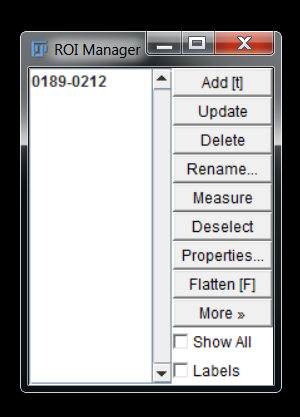 ROI Manager
0189-0212
Add [t]
Update
Delete
Rename...
Measure
Deselect
Properties...
Flatten [F]
More »
Show All
Labels